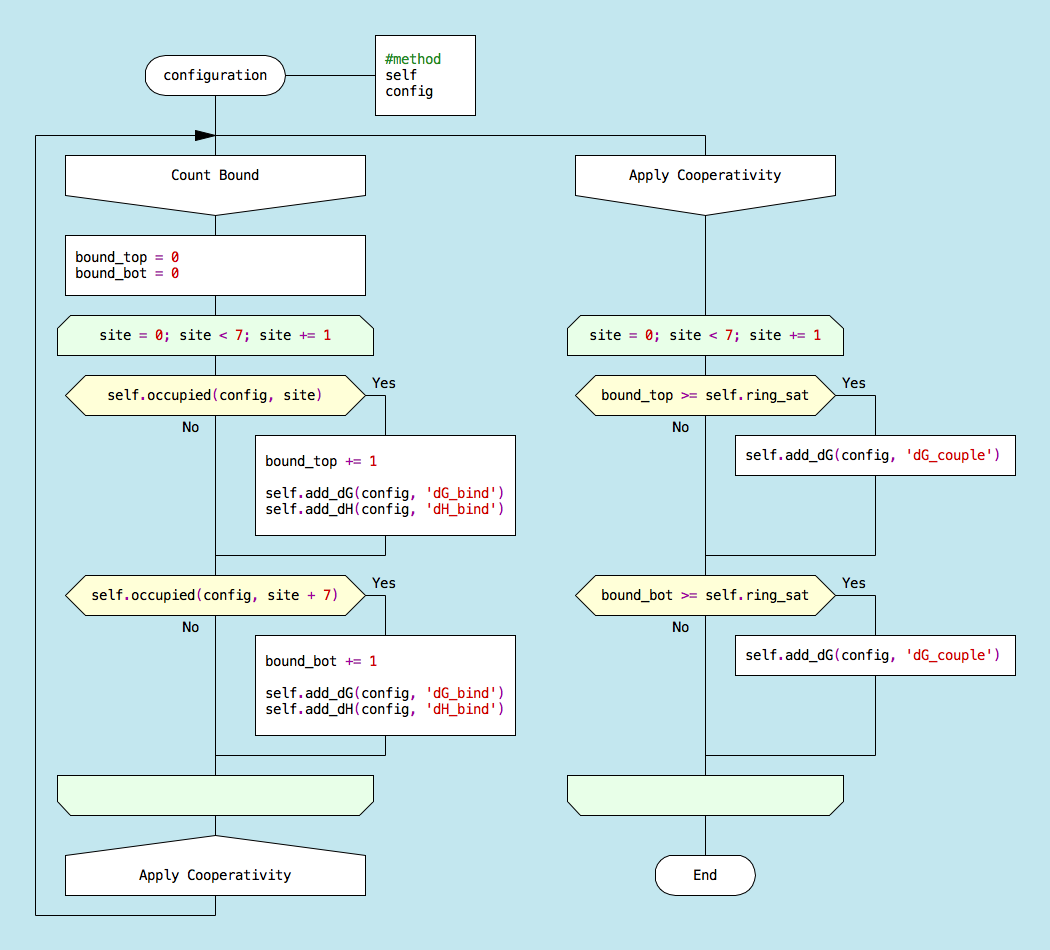 configuration
#method
self
config
Count Bound
bound_top = 0
bound_bot = 0
site = 0; site < 7; site += 1
self.occupied(config, site)
Yes
No
bound_top += 1
self.add_dG(config, 'dG_bind')
self.add_dH(config, 'dH_bind')
self.occupied(config, site + 7)
Yes
No
bound_bot += 1
self.add_dG(config, 'dG_bind')
self.add_dH(config, 'dH_bind')
Apply Cooperativity
Apply Cooperativity
site = 0; site < 7; site += 1
bound_top >= self.ring_sat
Yes
No
self.add_dG(config, 'dG_couple')
bound_bot >= self.ring_sat
Yes
No
self.add_dG(config, 'dG_couple')
End